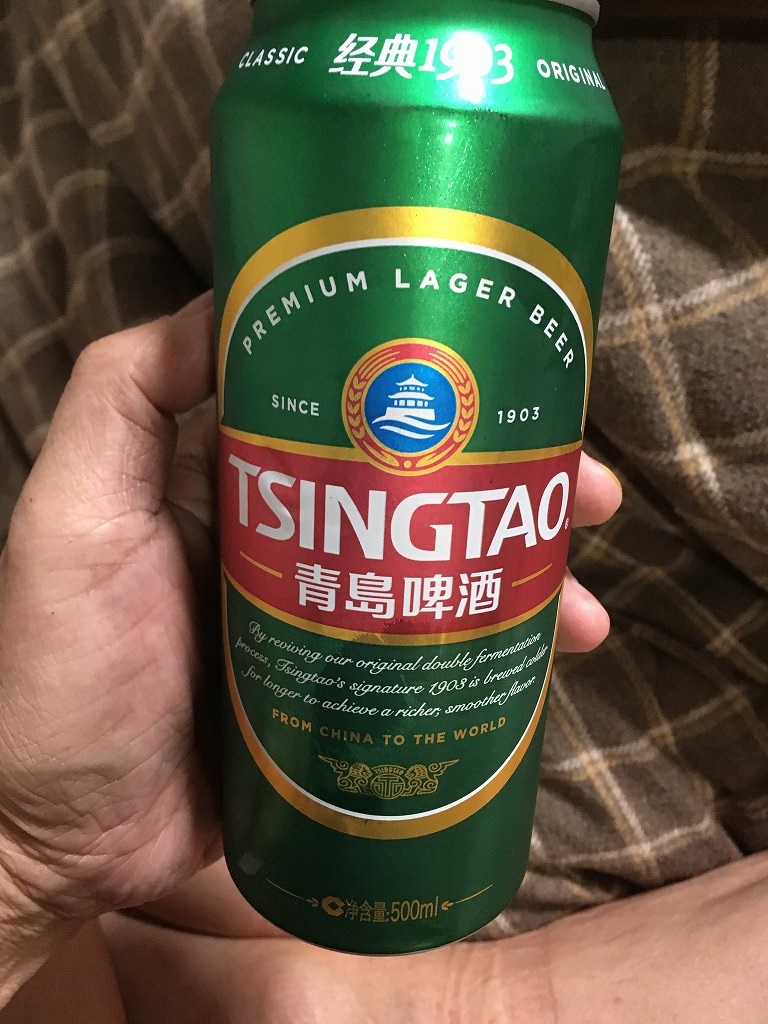 CLASSIC 经典1903 ORIGINAL
PREMIUM LAGER BEER
SINCE 1903
TSINGTAO®
青島啤酒
By reviving our original double fermentation
process, Tsingtao's signature 1903 is brewed colder
for longer to achieve a richer, smoother flavor.
FROM CHINA TO THE WORLD
TSINGTAO
净含量:500ml